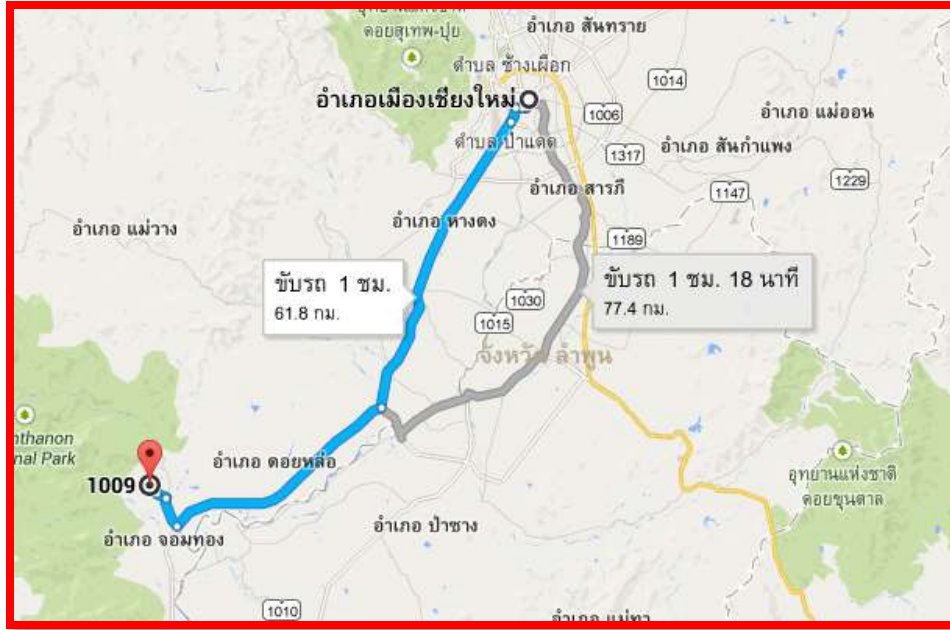 ดอยสุเทพ-ปุย
อำเภอ สันทราย
ตำบล ช้างเผือก
1014
อำเภอเมืองเชียงใหม่
1006
อำเภอ แม่ออน
ตำบล ป่าแดด
1317
อำเภอ สันกำแพง
อำเภอ สารภี
1147
1229
อำเภอ หางดง
อำเภอ แม่วาง
1189
ขับรถ 1 ชม.
61.8 กม.
ขับรถ 1 ชม. 18 นาที
77.4 กม.
1030
1015
จังหวัด ลำพูน
nthanon
nal Park
อำเภอ ดอยหล่อ
1009
อุทยานแห่งชาติ
ดอยขุนตาล
อำเภอ จอมทอง
อำเภอ ป่าซาง
1010